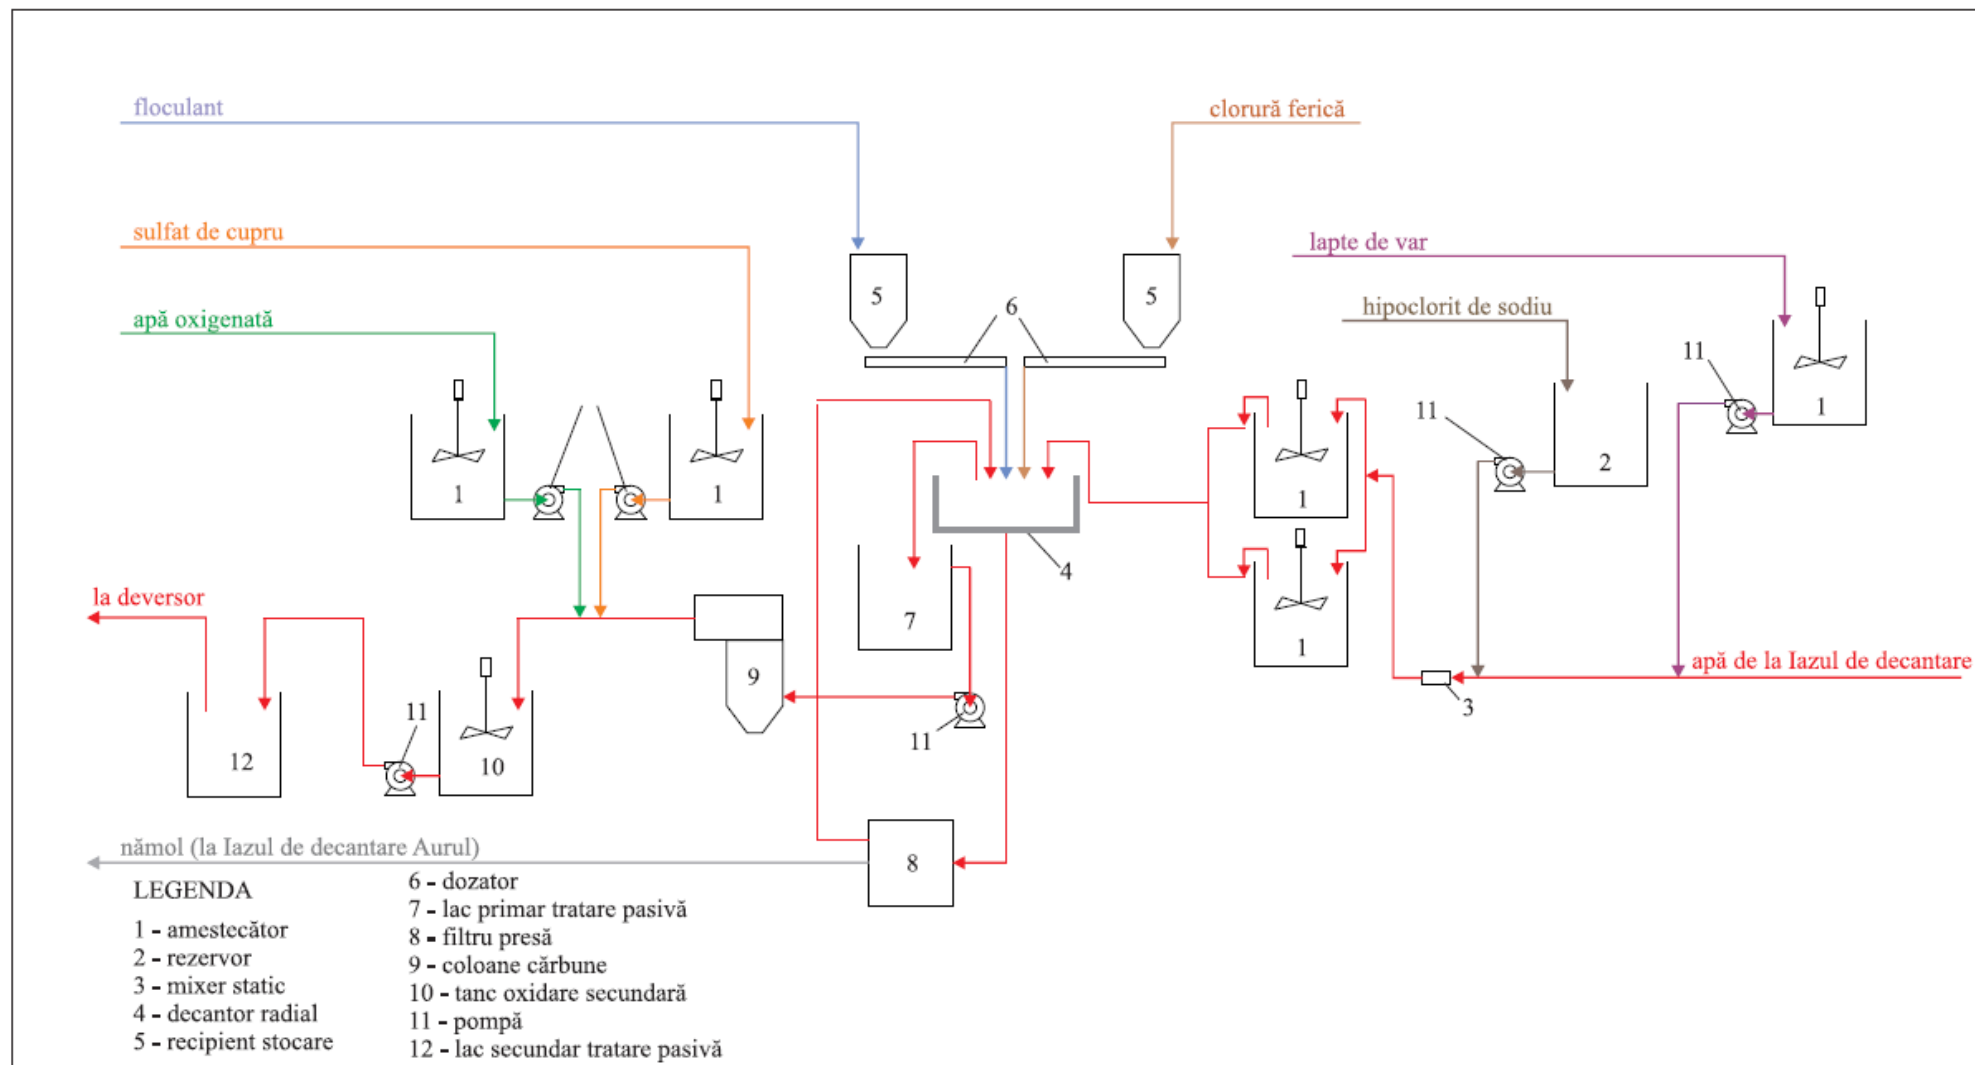 floculant
clorură ferică
sulfat de cupru
lapte de var
apă oxigenată
hipoclorit de sodiu
5
5
6
11
1
11
2
1
1
1
1
4
7
1
la deversor
apă de la Iazul de decantare
9
3
11
11
12
10
nămol (la Iazul de decantare Aurul)
8
LEGENDA
1 - amestecător
2 - rezervor
3 - mixer static
4 - decantor radial
5 - recipient stocare
6 - dozator
7 - lac primar tratare pasivă
8 - filtru presă
9 - coloane cărbune
10 - tanc oxidare secundară
11 - pompă
12 - lac secundar tratare pasivă